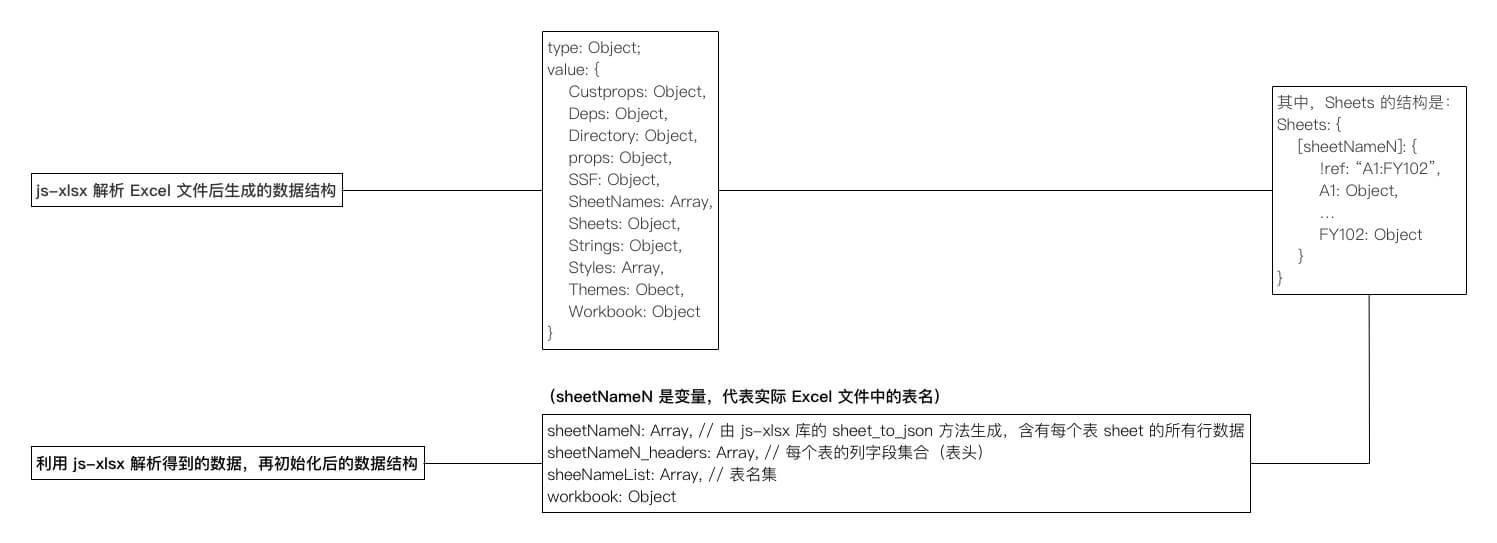 js-xlsx 解析 Excel 文件后生成的数据结构
type: Object;
value: {
Custprops: Object,
Deps: Object,
Directory: Object,
props: Object,
SSF: Object,
SheetNames: Array,
Sheets: Object,
Strings: Object,
Styles: Array,
Themes: Obect,
Workbook: Object
}
其中，Sheets 的结构是：
Sheets: {
[sheetNameN]: {
!ref: “A1:FY102”,
A1: Object,
...
FY102: Object
}
}
（sheetNameN 是变量，代表实际 Excel 文件中的表名）
利用 js-xlsx 解析得到的数据，再初始化后的数据结构
sheetNameN: Array, // 由 js-xlsx 库的 sheet_to_json 方法生成，含有每个表 sheet 的所有行数据
sheetNameN_headers: Array, // 每个表的列字段集合（表头）
sheeNameList: Array, // 表名集
workbook: Object